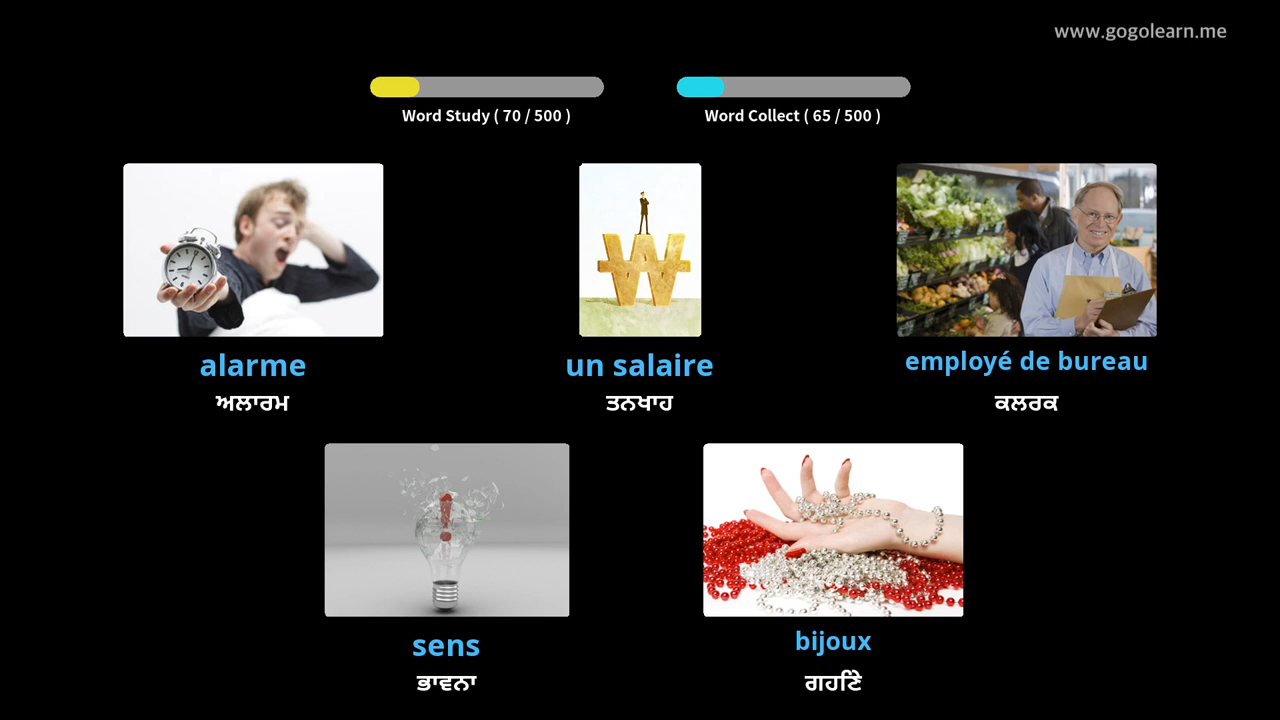 www.gogolearn.me
Word Study ( 70 / 500 )
Word Collect ( 65 / 500 )
alarme
un salaire
employé de bureau
ਅਲਾਰਮ
ਤਨਖਾਹ
ਕਲਰਕ
sens
bijoux
ਭਾਵਨਾ
ਗਹਿਣੇ